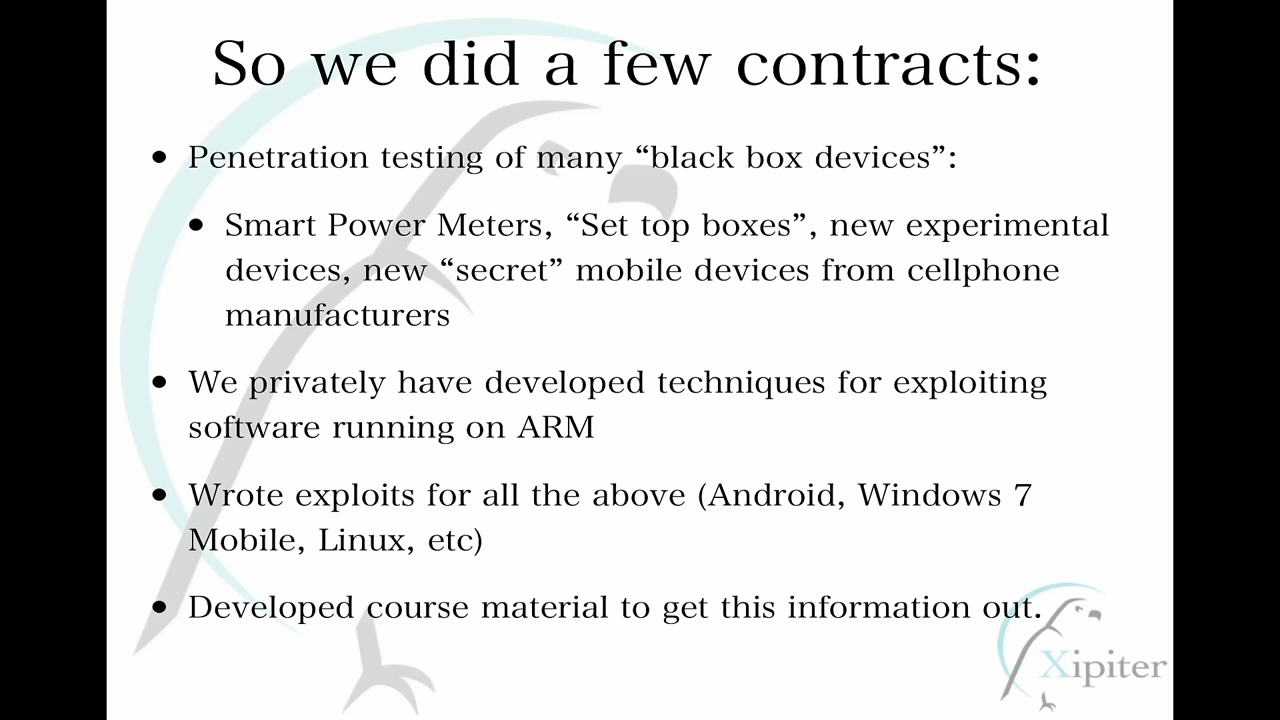 So we did a few contracts:
• Penetration testing of many “black box devices”:
• Smart Power Meters, “Set top boxes”, new experimental
devices, new “secret” mobile devices from cellphone
manufacturers
• We privately have developed techniques for exploiting
software running on ARM
• Wrote exploits for all the above (Android, Windows 7
Mobile, Linux, etc)
• Developed course material to get this information out.
Xipiter